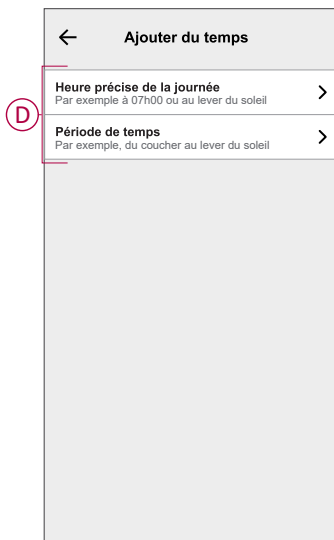 Ajouter du temps
Heure précise de la journée
Par exemple à 07h00 ou au lever du soleil
D
Période de temps
Par exemple, du coucher au lever du soleil